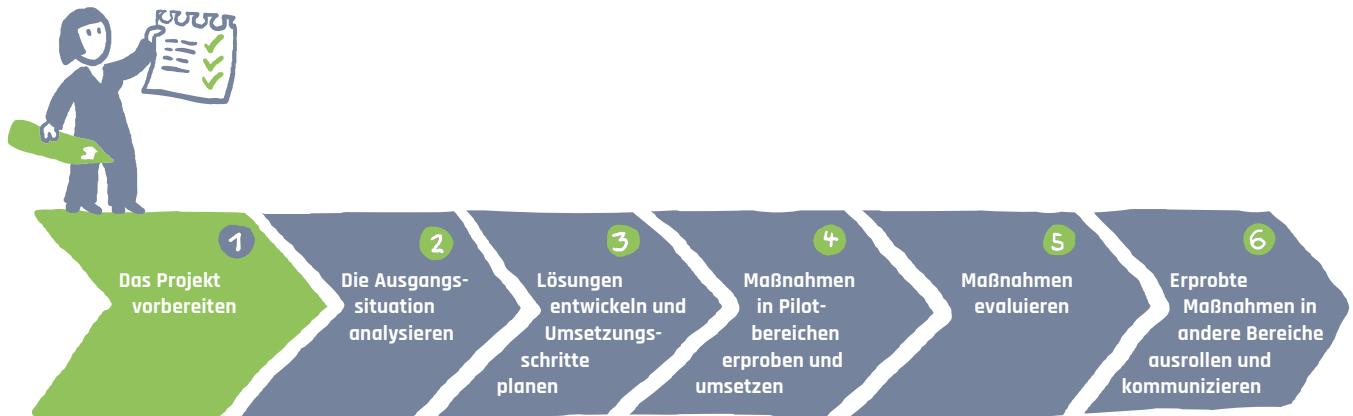 1
Das Projekt
vorbereiten
2
Die Ausgangs-
situation
analysieren
3
Lösungen
entwickeln und
Umsetzungs-
schritte
planen
4
Maßnahmen
in Pilot-
bereichen
erproben und
umsetzen
5
Maßnahmen
evaluieren
6
Erprobte
Maßnahmen in
andere Bereiche
ausrollen und
kommunizieren